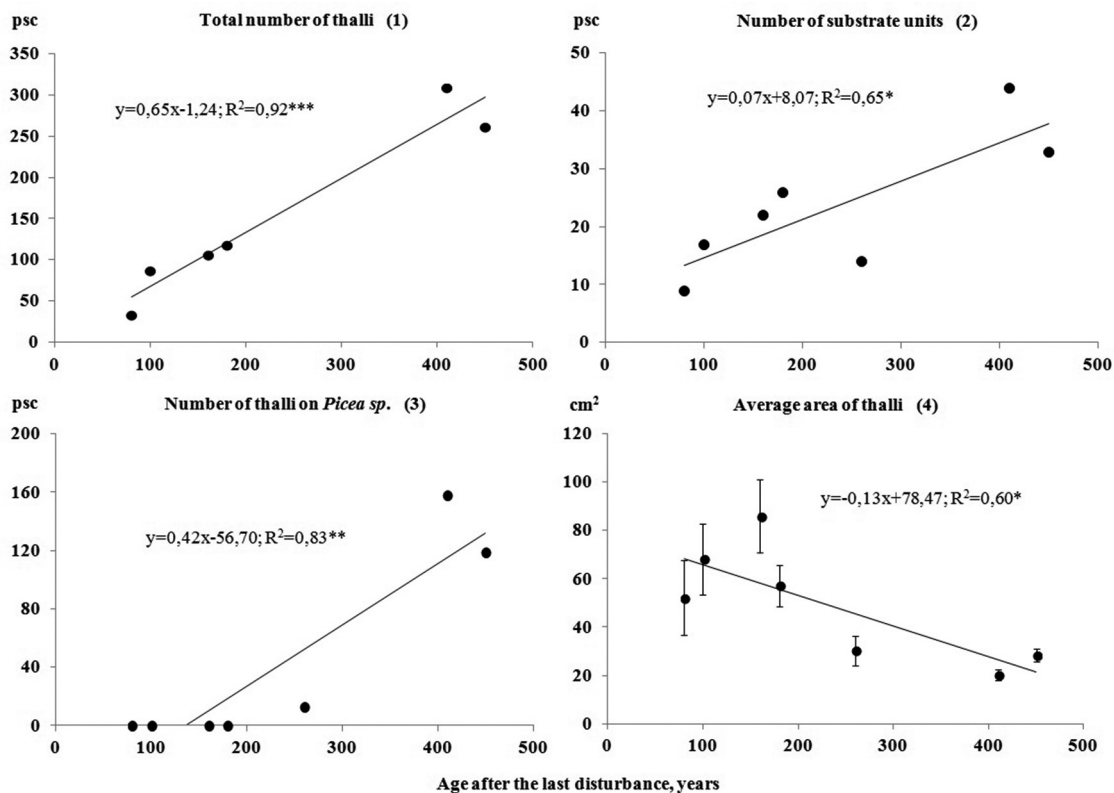 psc
Total number of thalli (1)
350
300
250
200
150
100
50
0
y=0,65x-1,24; R²=0,92***
0 100 200 300 400 500
psc
Number of substrate units (2)
50
40
30
20
10
0
y=0,07x+8,07; R²=0,65*
0 100 200 300 400 500
psc
Number of thalli on Picea sp. (3)
200
160
120
80
40
0
y=0,42x-56,70; R²=0,83**
0 100 200 300 400 500
cm²
Average area of thalli (4)
120
100
80
60
40
20
0
y=-0,13x+78,47; R²=0,60*
0 100 200 300 400 500
Age after the last disturbance, years